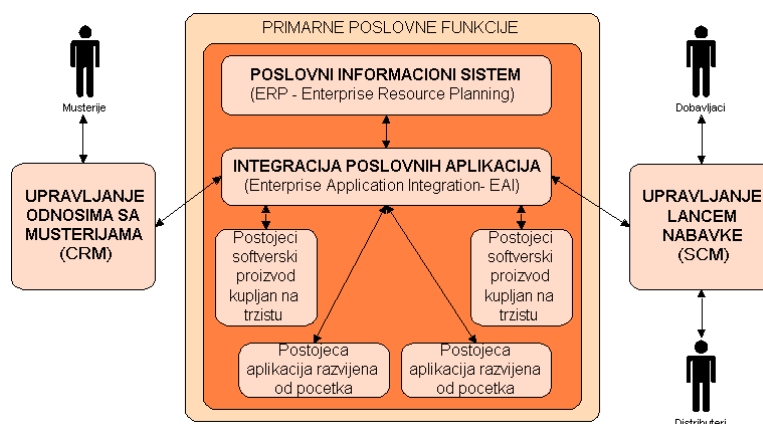 PRIMARNE POSLOVNE FUNKCIJE
POSLOVNI INFORMACIONI SISTEM
(ERP - Enterprise Resource Planning)
Musterije
Dobavljaci
INTEGRACIJA POSLOVNIH APLIKACIJA
(Enterprise Application Integration- EAI)
UPRAVLJANJE
ODNOSIMA SA
MUSTERIJAMA
(CRM)
UPRAVLJANJE
LANCEM
NABAVKE
(SCM)
Postojeci
softverski
proizvod
kupljan na
trzistu
Postojeci
softverski
proizvod
kupljan na
trzistu
Postojeca
aplikacija razvijena
od pocetka
Postojeca
aplikacija razvijena
od pocetka
Distributeri